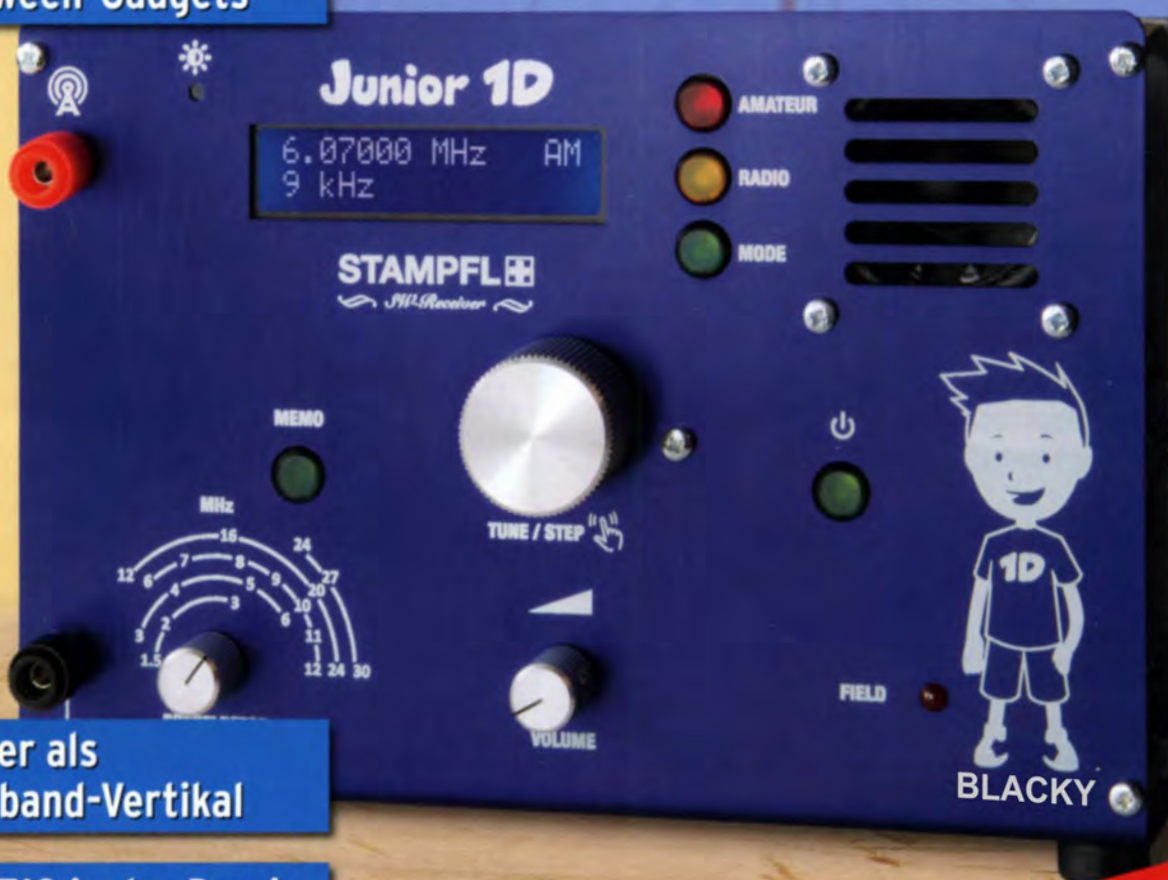 ween-Gadgets
Junior 1D
6.07000 MHz AM
9 kHz
AMATEUR
RADIO
MODE
STAMPFL
SW-Receiver
MEMO
MHz
16
24
12
6
7
8
9
27
20
4
5
10
3
2
3
6
11
1.5
12 24 30
TUNE / STEP
1D
FIELD
VOLUME
BLACKY
er als
band-Vertikal